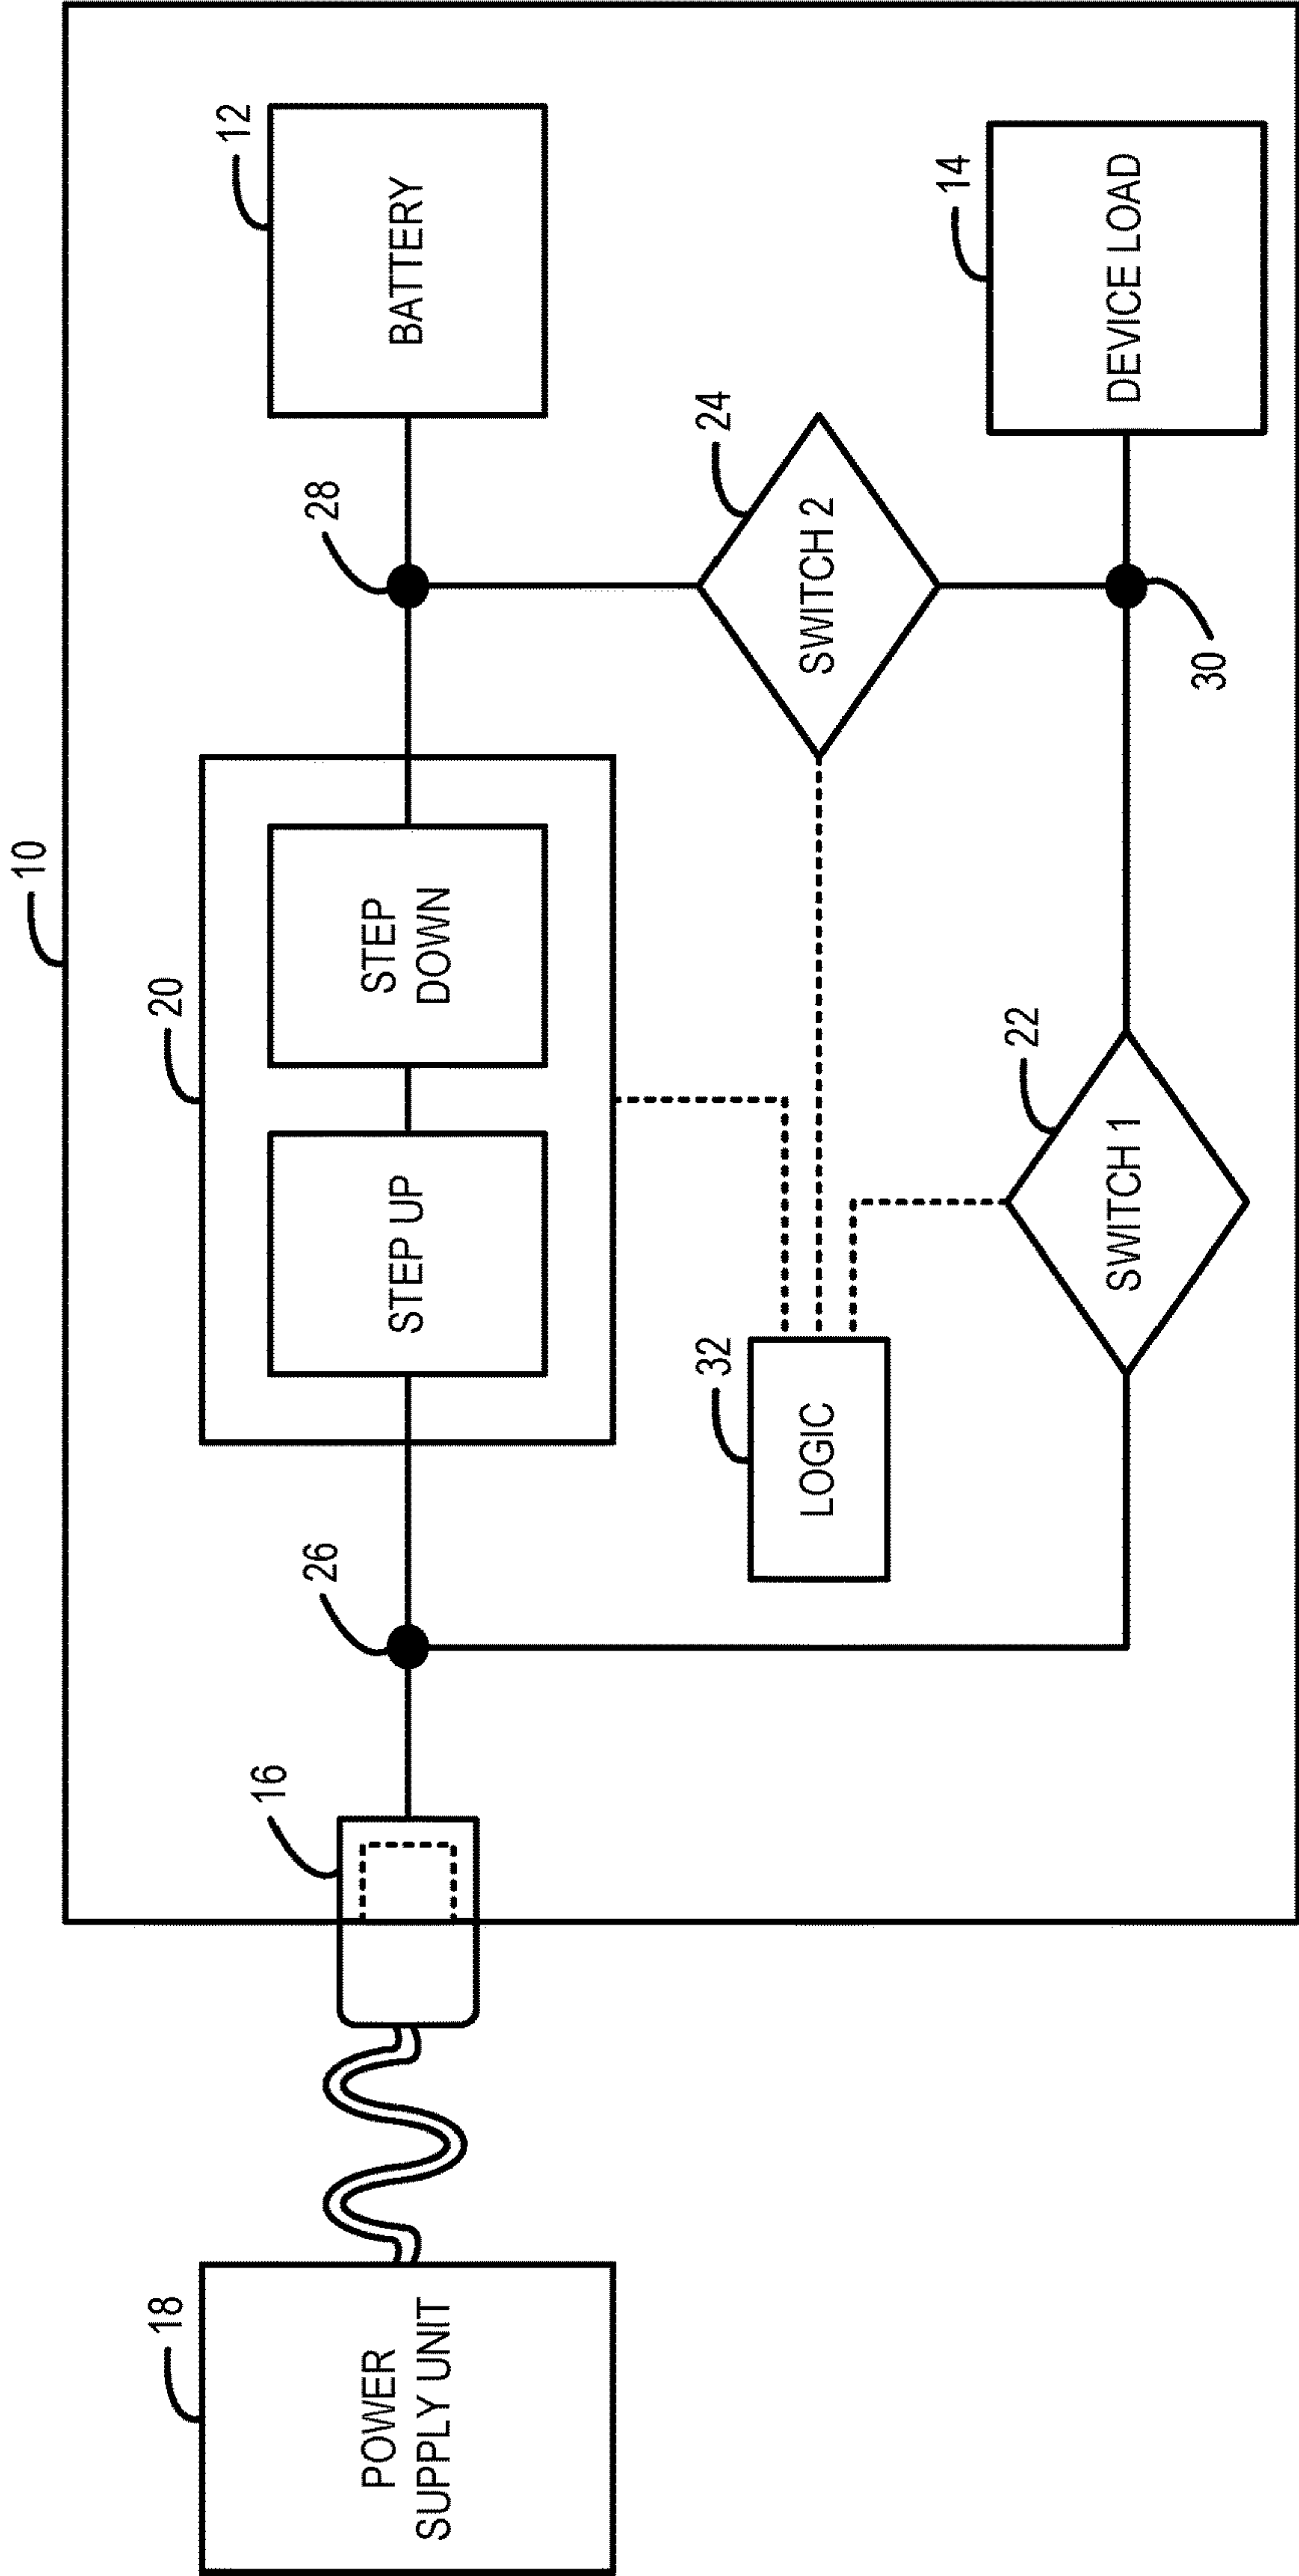 10
20
12
BATTERY
28
STEP UP
STEP
DOWN
26
16
18
POWER
SUPPLY UNIT
24
SWITCH 2
32
LOGIC
14
DEVICE LOAD
22
SWITCH 1
30